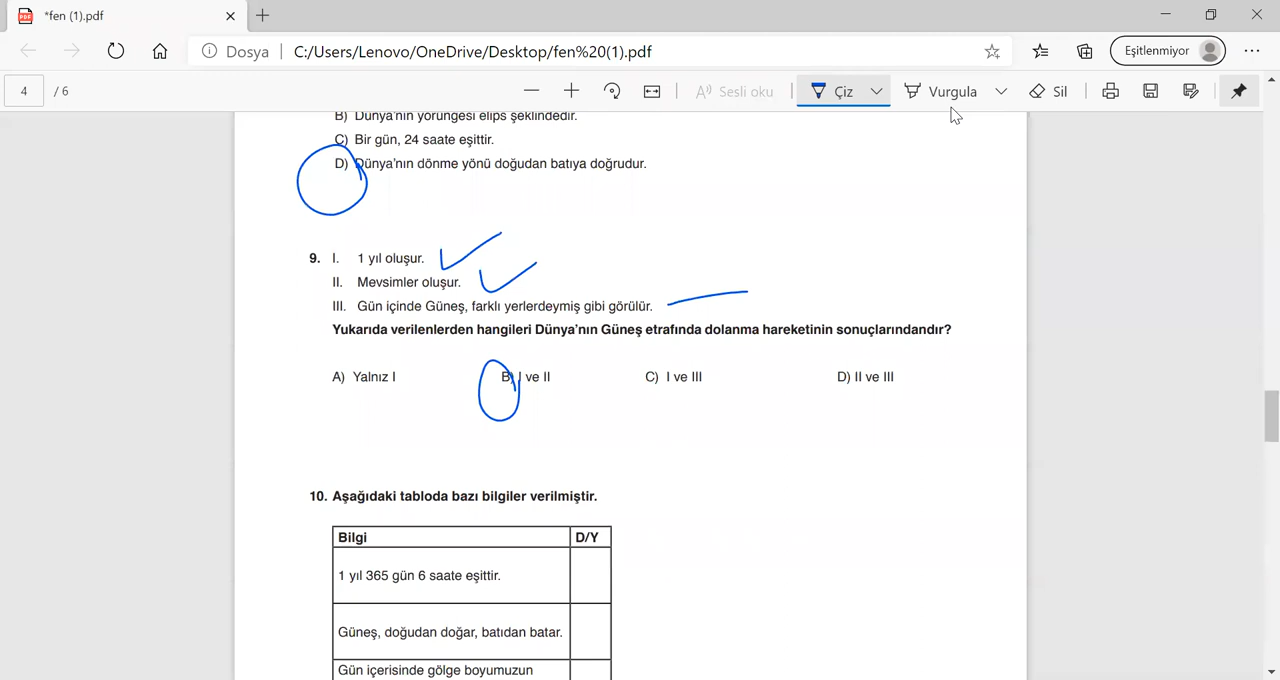 *fen (1).pdf
Dosya | C:/Users/Lenovo/OneDrive/Desktop/fen%20(1).pdf
Eşitlenmiyor
4 / 6
A)) Sesli oku
Çiz
Vurgula
Sil
B) Dünya'nın yörüngesi elips şeklindedir.
C) Bir gün, 24 saate eşittir.
D) Dünya'nın dönme yönü doğudan batıya doğrudur.
9. I. 1 yıl oluşur.
II. Mevsimler oluşur.
III. Gün içinde Güneş, farklı yerlerdeymiş gibi görülür.
Yukarıda verilenlerden hangileri Dünya'nın Güneş etrafında dolanma hareketinin sonuçlarındandır?
A) Yalnız I B) I ve II C) I ve III D) II ve III
10. Aşağıdaki tabloda bazı bilgiler verilmiştir.
Bilgi D/Y
1 yıl 365 gün 6 saate eşittir.
Güneş, doğudan doğar, batıdan batar.
Gün içerisinde gölge boyumuzun